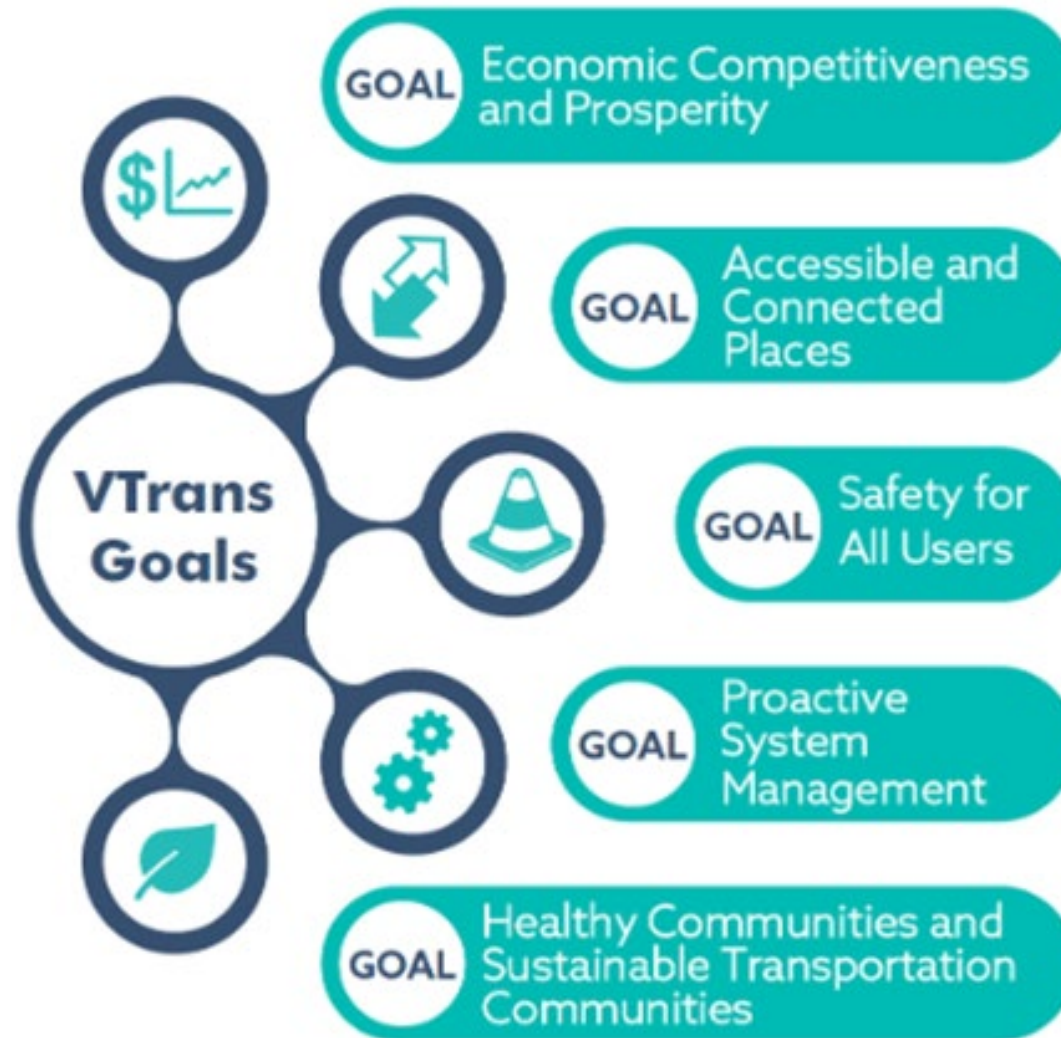 GOAL
Economic Competitiveness
and Prosperity
$
GOAL
Accessible and
Connected
Places
VTrans
Goals
GOAL
Safety for
All Users
GOAL
Proactive
System
Management
GOAL
Healthy Communities and
Sustainable Transportation
Communities